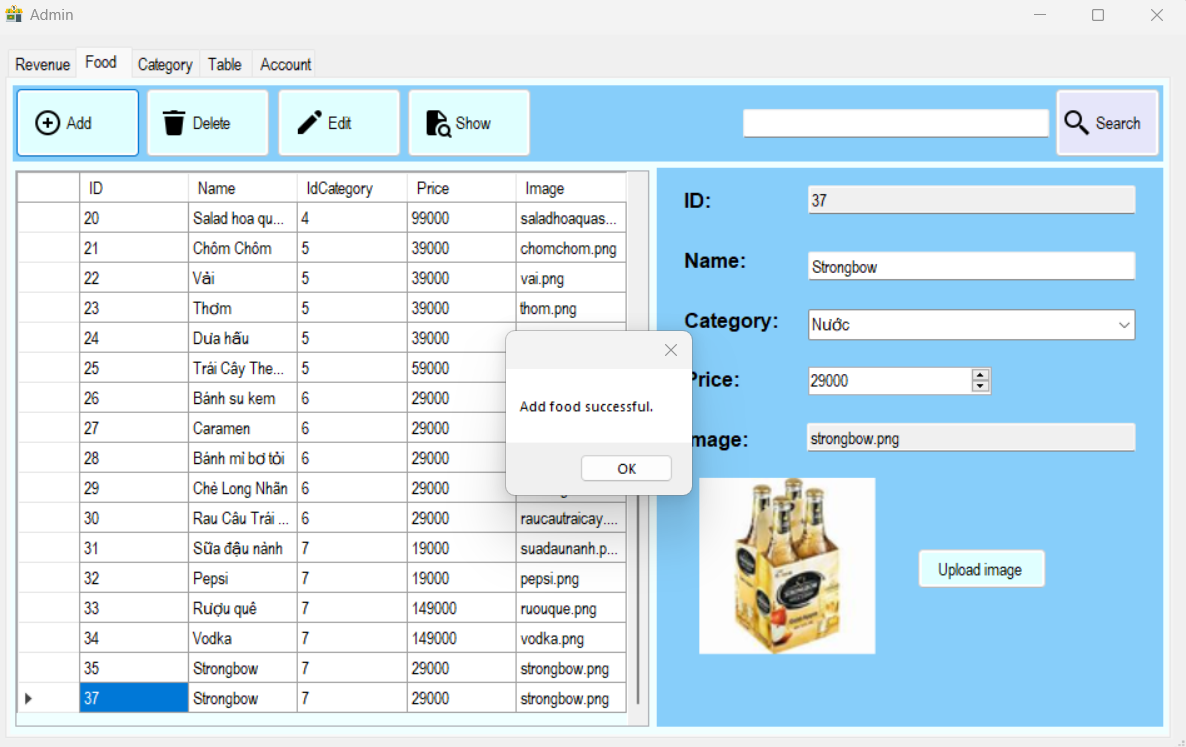 Admin
Revenue Food Category Table Account
Add Delete Edit Show Search
ID Name IdCategory Price Image
20 Salad hoa qu... 4 99000 saladhoaquas...
21 Chôm Chôm 5 39000 chomchom.png
22 Vải 5 39000 vai.png
23 Thơm 5 39000 thom.png
24 Dưa hấu 5 39000
25 Trái Cây The... 5 59000
26 Bánh su kem 6 29000
27 Caramen 6 29000
28 Bánh mì bơ tỏi 6 29000
29 Chè Long Nhãn 6 29000
30 Rau Câu Trái ... 6 29000 raucautraicay....
31 Sữa đậu nành 7 19000 suadaunanh.p...
32 Pepsi 7 19000 pepsi.png
33 Rượu quê 7 149000 ruouque.png
34 Vodka 7 149000 vodka.png
35 Strongbow 7 29000 strongbow.png
37 Strongbow 7 29000 strongbow.png
Add food successful.
OK
ID: 37
Name: Strongbow
Category: Nước
Price: 29000
Image: strongbow.png
STRONGBOW
Upload image